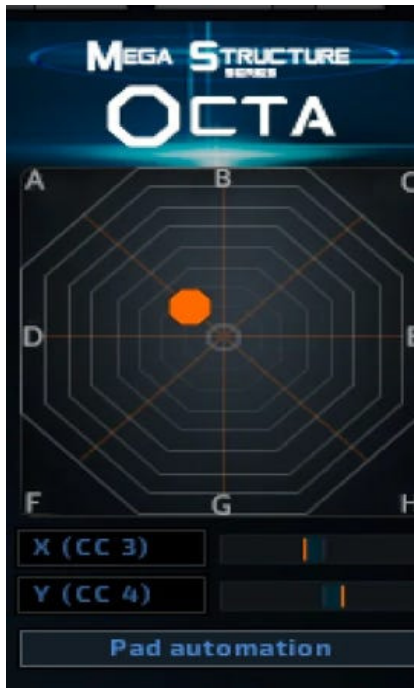 MEGA STRUCTURE
SERIES
OCTA
A B C
D E
F G H
X (CC 3)
Y (CC 4)
Pad automation